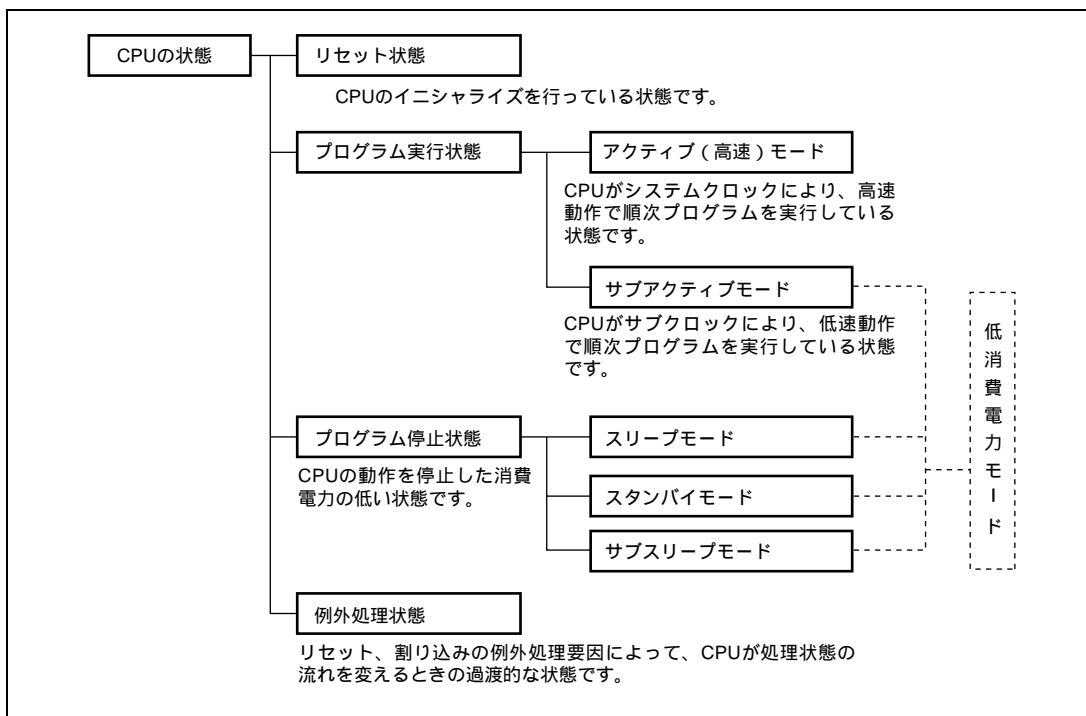 CPUの状態
リセット状態
CPUのイニシャライズを行っている状態です。
プログラム実行状態
アクティブ（高速）モード
CPUがシステムクロックにより、高速
動作で順次プログラムを実行している
状態です。
サブアクティブモード
CPUがサブクロックにより、低速動作
で順次プログラムを実行している状態
です。
プログラム停止状態
CPUの動作を停止した消費
電力の低い状態です。
スリープモード
スタンバイモード
サブスリープモード
低消費電力モード
例外処理状態
リセット、割り込みの例外処理要因によって、CPUが処理状態の
流れを変えるときの過渡的な状態です。